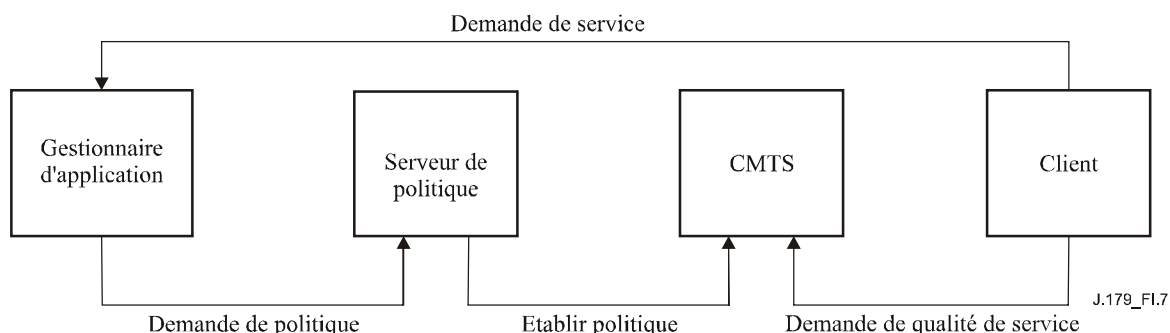 Demande de service
Gestionnaire
d'application
Serveur de
politique
CMTS
Client
J.179_FI.7
Demande de politique
Etablir politique
Demande de qualité de service